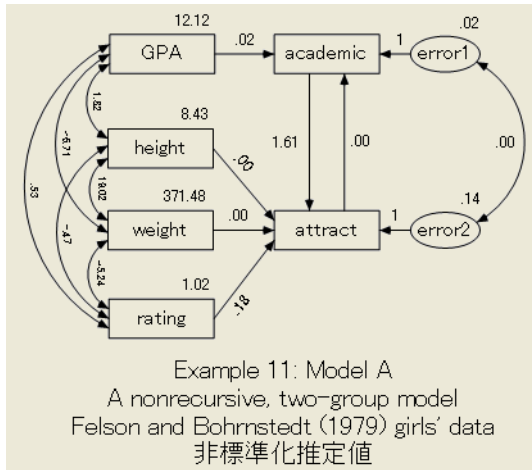 12.12
.02
GPA
.02
academic
1
error1
1.82
-6.71
8.43
height
1.61
.00
.00
.00
.53
19.02
-.47
371.48
.14
weight
.00
attract
1
error2
-5.24
1.02
rating
.18
Example 11: Model A
A nonrecursive, two-group model
Felson and Bohrnstedt (1979) girls' data
非標準化推定値